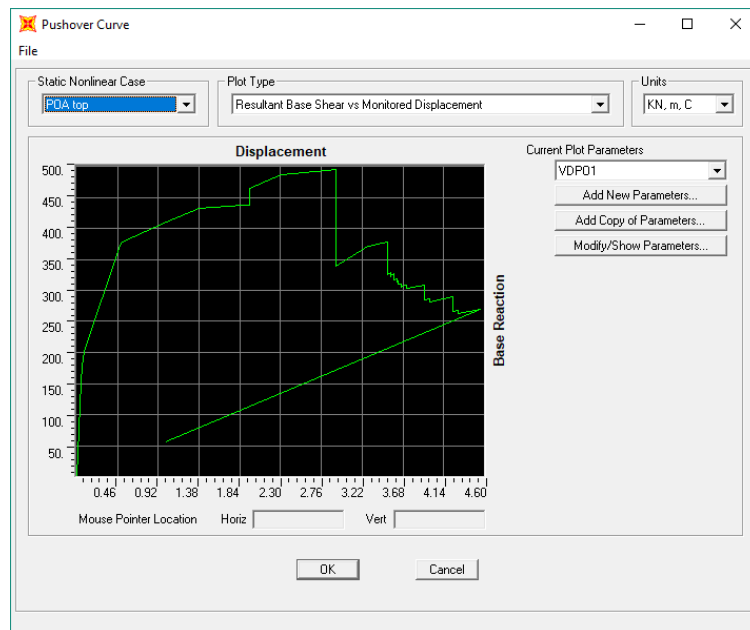 Pushover Curve
File
Static Nonlinear Case
POA top
Plot Type
Resultant Base Shear vs Monitored Displacement
Units
KN, m, C
Displacement
500.
450.
400.
350.
300.
250.
200.
150.
100.
50.
0.46 0.92 1.38 1.84 2.30 2.76 3.22 3.68 4.14 4.60
Base Reaction
Mouse Pointer Location Horiz Vert
Current Plot Parameters
VDPO1
Add New Parameters...
Add Copy of Parameters...
Modify/Show Parameters...
OK Cancel